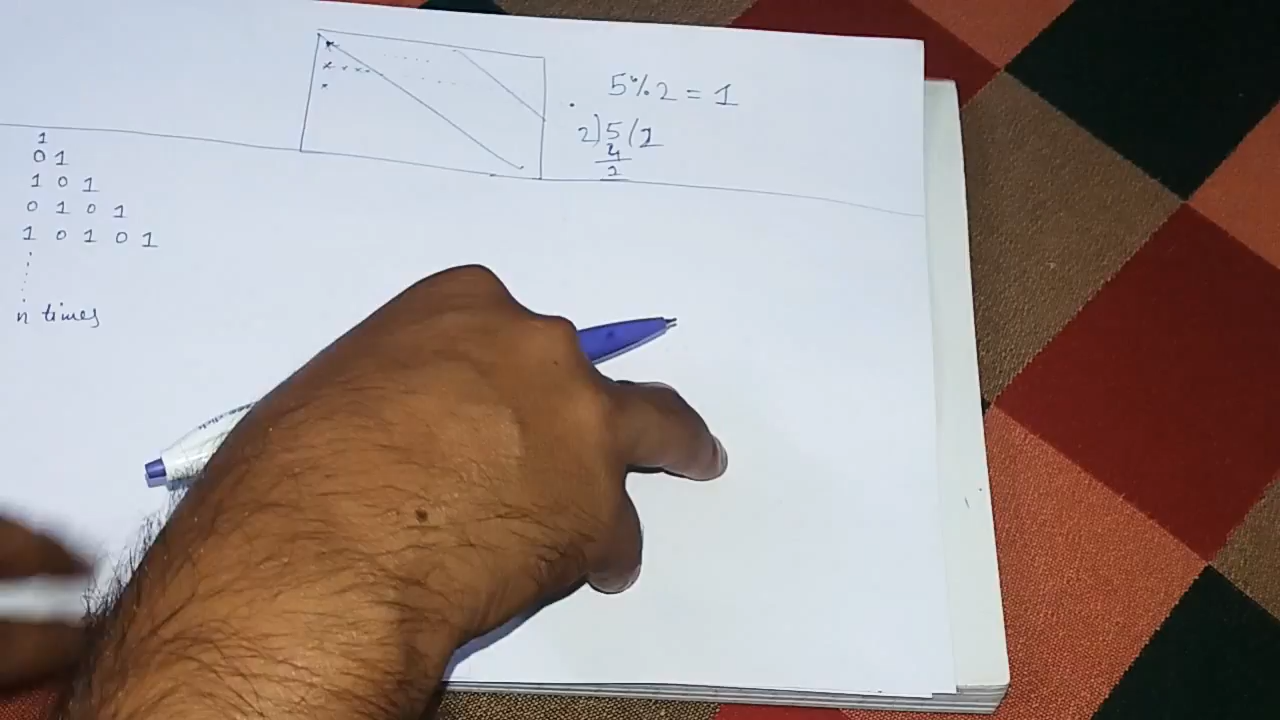 5%2=1
2)5(2
4
1
1
0 1
1 0 1
0 1 0 1
1 0 1 0 1
n times